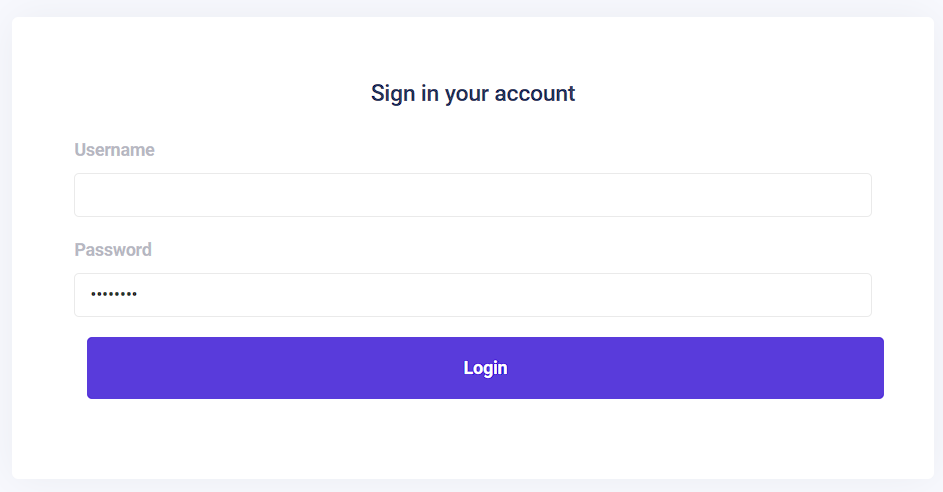 Sign in your account
Username
Password
••••••••
Login